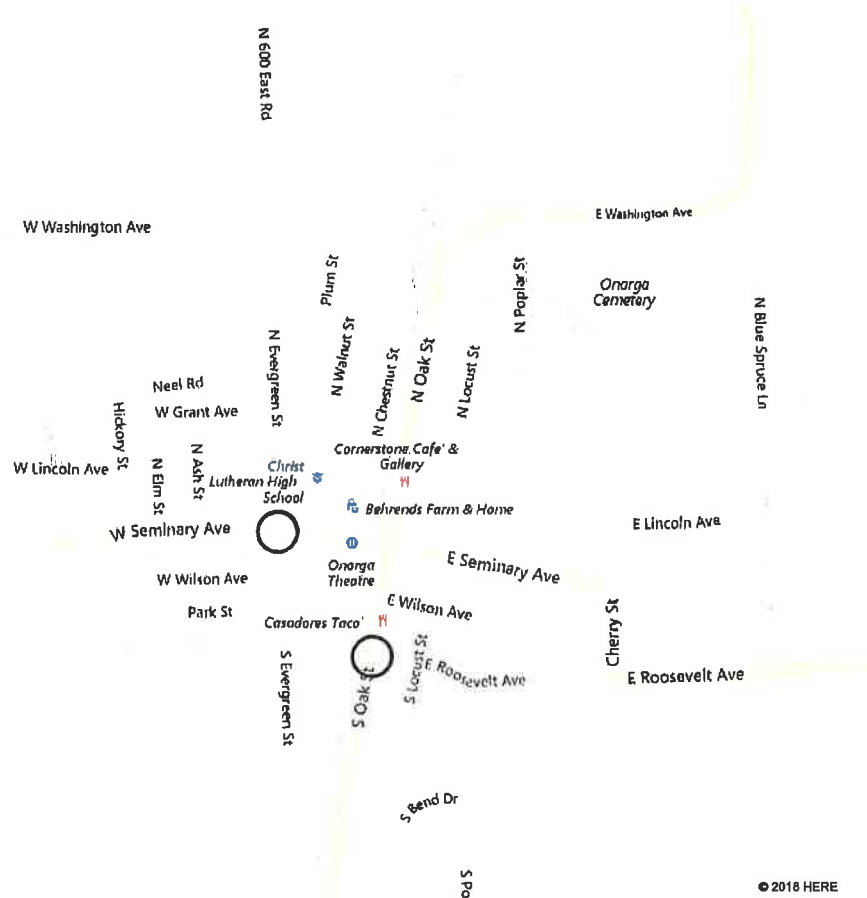 N 600 East Rd
E Washington Ave
W Washington Ave
Plum St
N Poplar St
Onarga
Cemetery
N Blue Spruce Ln
N Walnut St
N Evergreen St
N Chestnut St
N Oak St
N Locust St
Neel Rd
W Grant Ave
Hickory St
Cornerstone Cafe' &
Gallery
W Lincoln Ave
N Elm St
N Ash St
Christ
Lutheran High
School
Behrends Farm & Home
E Lincoln Ave
W Seminary Ave
Onarga
Theatre
E Seminary Ave
W Wilson Ave
E Wilson Ave
Park St
Casadores Taco'
Cherry St
S Evergreen St
S Oak St
S Locust St
E Roosevelt Ave
E Roosevelt Ave
S Bend Dr
S Po
© 2018 HERE